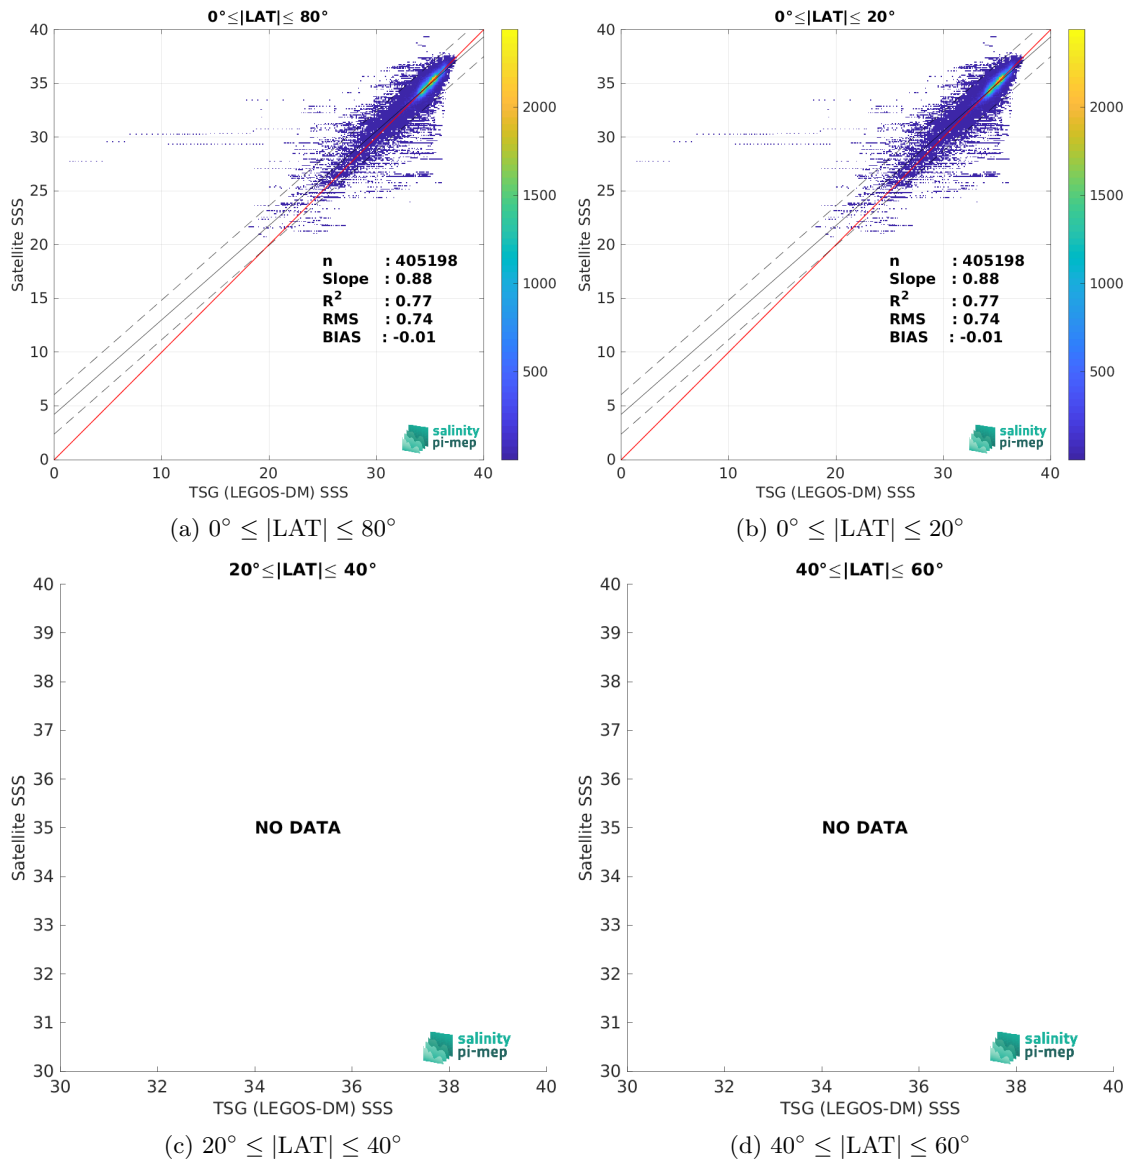 0°≤|LAT|≤ 80°
40
35
30
25
20
15
10
5
0
Satellite SSS
n : 405198
Slope : 0.88
R² : 0.77
RMS : 0.74
BIAS : -0.01
salinity
pi-mep
0 10 20 30 40
TSG (LEGOS-DM) SSS
2000
1500
1000
500
(a) 0° ≤ |LAT| ≤ 80°
0°≤|LAT|≤ 20°
40
35
30
25
20
15
10
5
0
Satellite SSS
n : 405198
Slope : 0.88
R² : 0.77
RMS : 0.74
BIAS : -0.01
salinity
pi-mep
0 10 20 30 40
TSG (LEGOS-DM) SSS
2000
1500
1000
500
(b) 0° ≤ |LAT| ≤ 20°
20°≤|LAT|≤ 40°
40
39
38
37
36
35
34
33
32
31
30
Satellite SSS
NO DATA
salinity
pi-mep
30 32 34 36 38 40
TSG (LEGOS-DM) SSS
(c) 20° ≤ |LAT| ≤ 40°
40°≤|LAT|≤ 60°
40
39
38
37
36
35
34
33
32
31
30
Satellite SSS
NO DATA
salinity
pi-mep
30 32 34 36 38 40
TSG (LEGOS-DM) SSS
(d) 40° ≤ |LAT| ≤ 60°